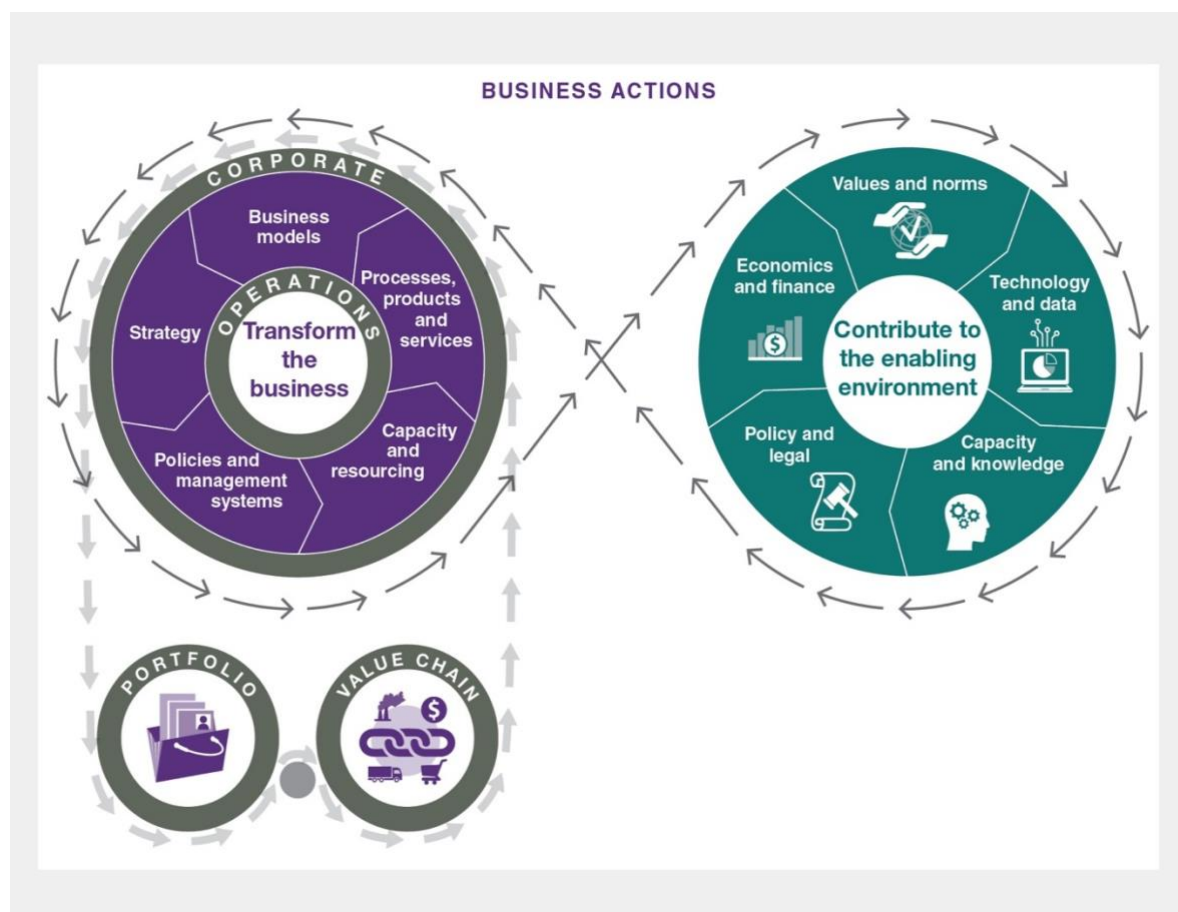 BUSINESS ACTIONS
CORPORATE
Business
models
Processes,
products
and
services
Capacity
and
resourcing
Policies and
management
systems
Strategy
OPERATIONS
Transform
the
business
Values and norms
Technology
and data
Capacity
and knowledge
Policy and
legal
Economics
and finance
Contribute to
the enabling
environment
PORTFOLIO
VALUE CHAIN
$
$